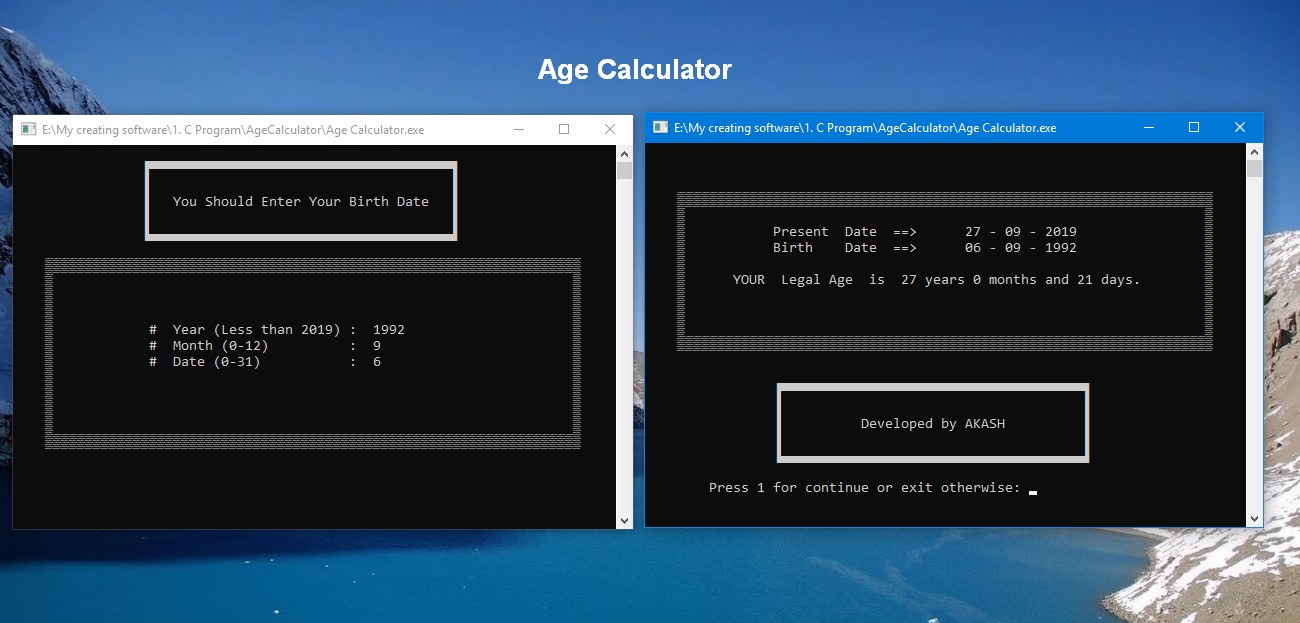 Age Calculator
E:\My creating software\1. C Program\AgeCalculator\Age Calculator.exe
You Should Enter Your Birth Date
# Year (Less than 2019) : 1992
# Month (0-12) : 9
# Date (0-31) : 6
E:\My creating software\1. C Program\AgeCalculator\Age Calculator.exe
Present Date ==> 27 - 09 - 2019
Birth Date ==> 06 - 09 - 1992
YOUR Legal Age is 27 years 0 months and 21 days.
Developed by AKASH
Press 1 for continue or exit otherwise: